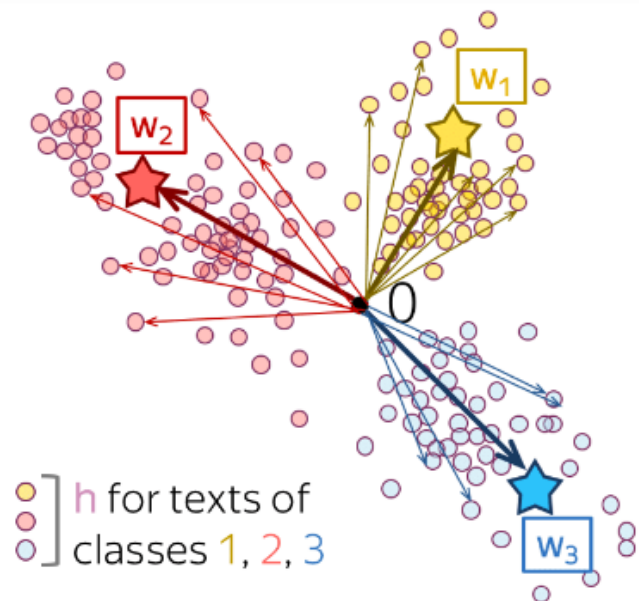 w₁
w₂
0
h for texts of
classes 1, 2, 3
w₃